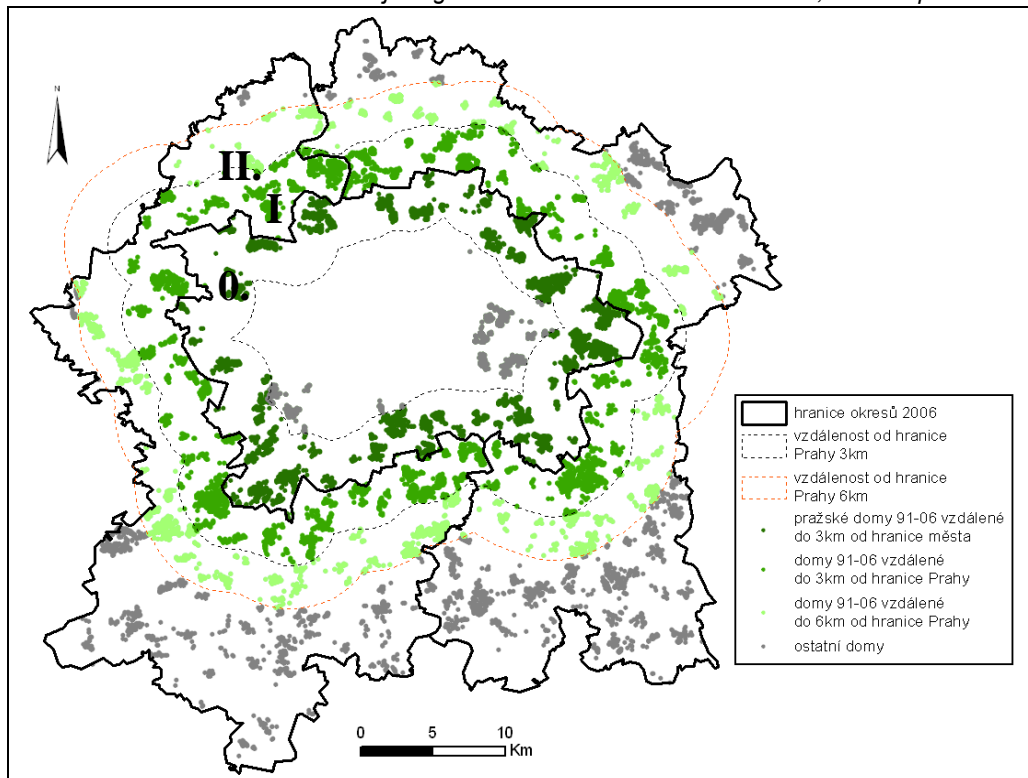 N
II.
I
0.
hranice okresů 2006
vzdálenost od hranice
Prahy 3km
vzdálenost od hranice
Prahy 6km
pražské domy 91-06 vzdálené
do 3km od hranice města
domy 91-06 vzdálené
do 3km od hranice Prahy
domy 91-06 vzdálené
do 6km od hranice Prahy
ostatní domy
0 5 10
Km